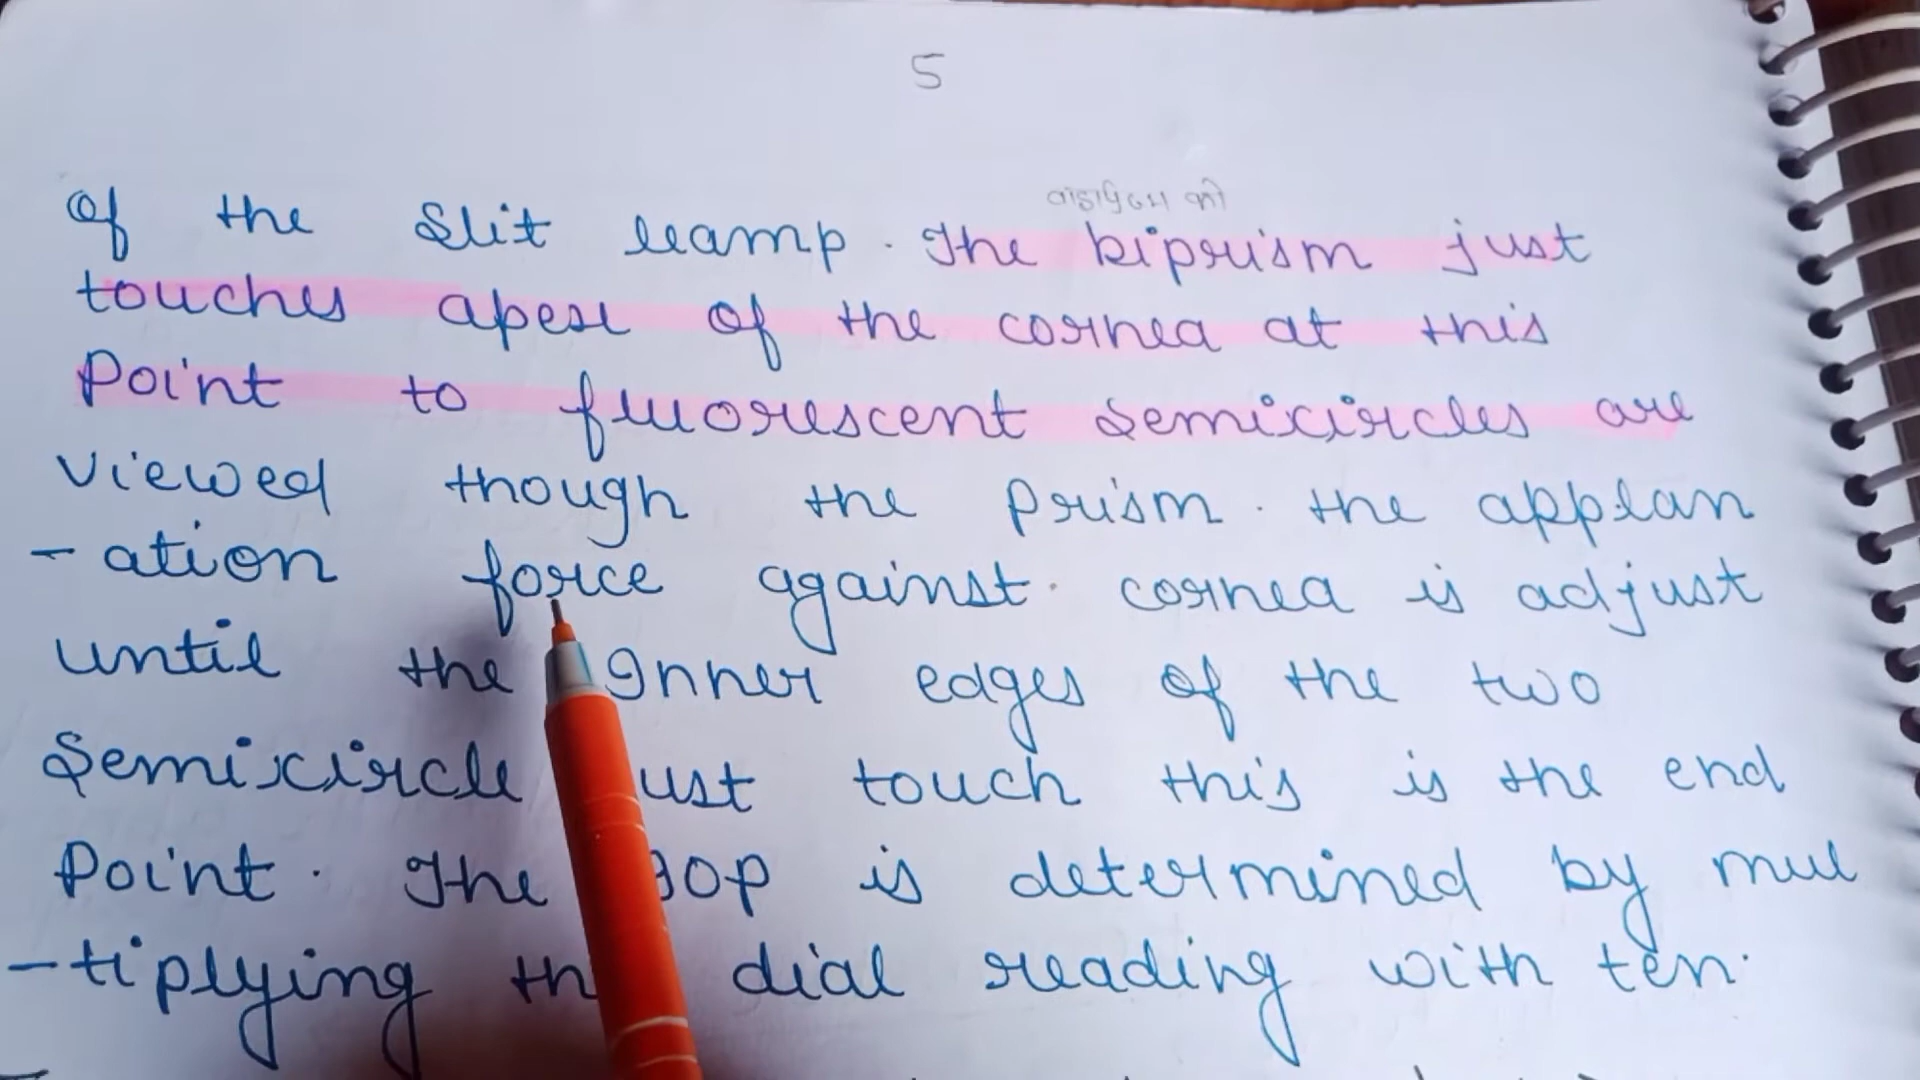 5
बाइप्रिज्म को
of the slit lamp. The biprism just
touches apex of the cornea at this
Point to fluorescent semicircles are
viewed though the prism. the applan
-ation force against cornea is adjust
until the Inner edges of the two
Semicircle ust touch this is the end
Point. The IOP is determined by mul
-tiplying th dial reading with ten.